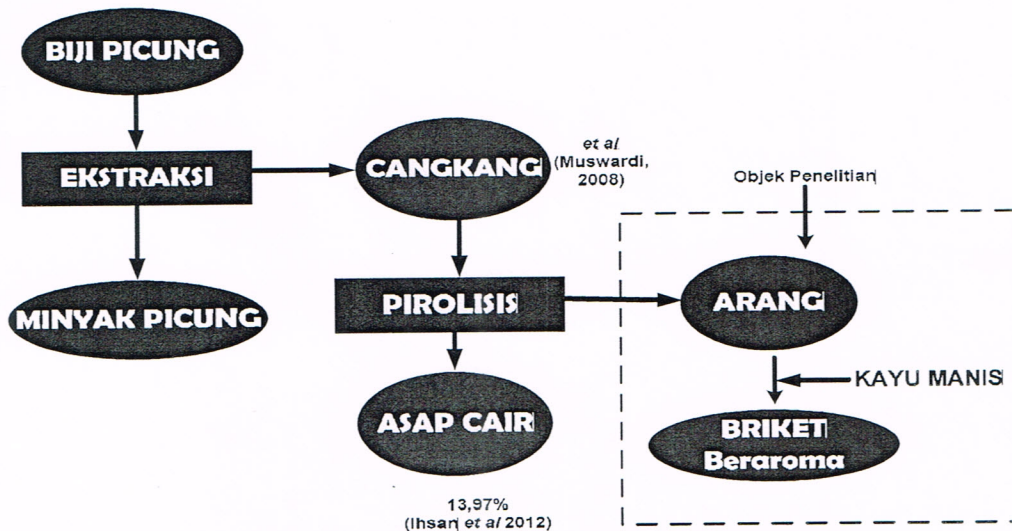 BIJI PICUNG
EKSTRAKSI
MINYAK PICUNG
CANGKANG
et al
(Muswardi,
2008)
PIROLISIS
ASAP CAIR
13,97%
(Ihsan et al 2012)
Objek Penelitian
ARANG
KAYU MANIS
BRIKET
Beraroma